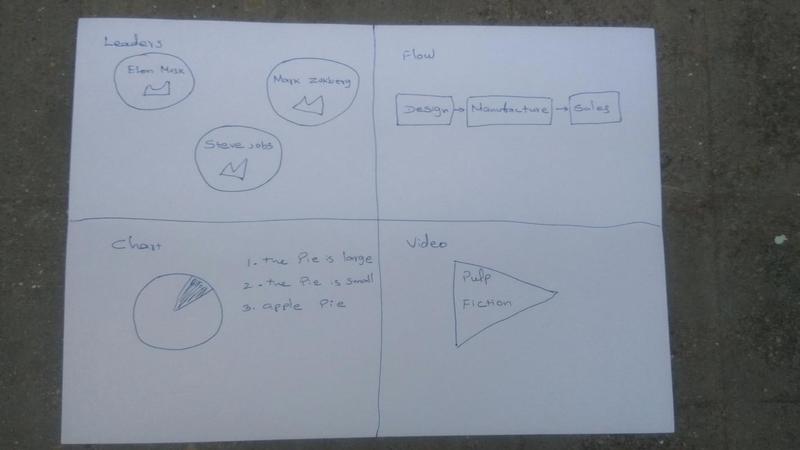 Leaders
Elon Musk
Mark Zukberg
Steve Jobs
Flow
Design
Manufacture
Sales
Chart
1. the Pie is large
2. the Pie is small
3. apple Pie
Video
Pulp
Fiction